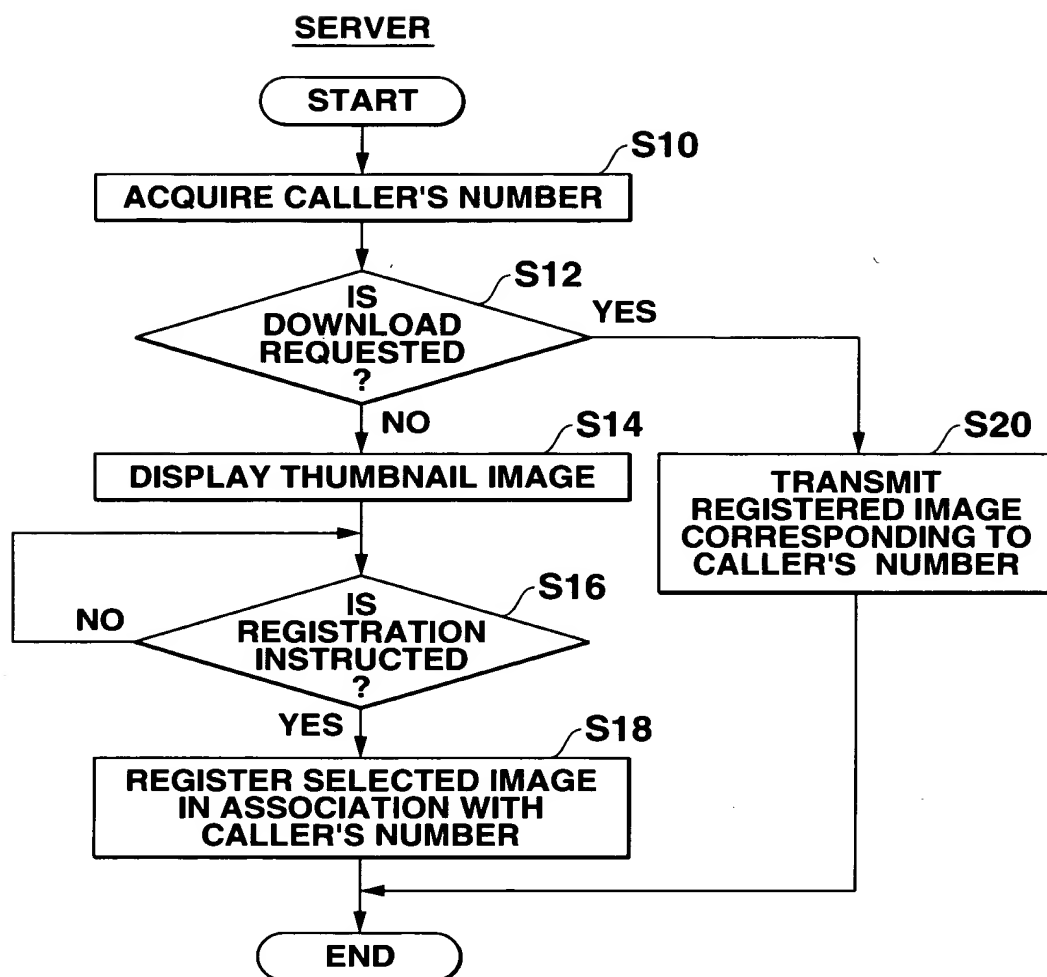 SERVER
START
S10
ACQUIRE CALLER'S NUMBER
S12
IS
DOWNLOAD
REQUESTED
?
YES
NO
S14
DISPLAY THUMBNAIL IMAGE
S20
TRANSMIT
REGISTERED IMAGE
CORRESPONDING TO
CALLER'S NUMBER
S16
IS
REGISTRATION
INSTRUCTED
?
NO
YES
S18
REGISTER SELECTED IMAGE
IN ASSOCIATION WITH
CALLER'S NUMBER
END